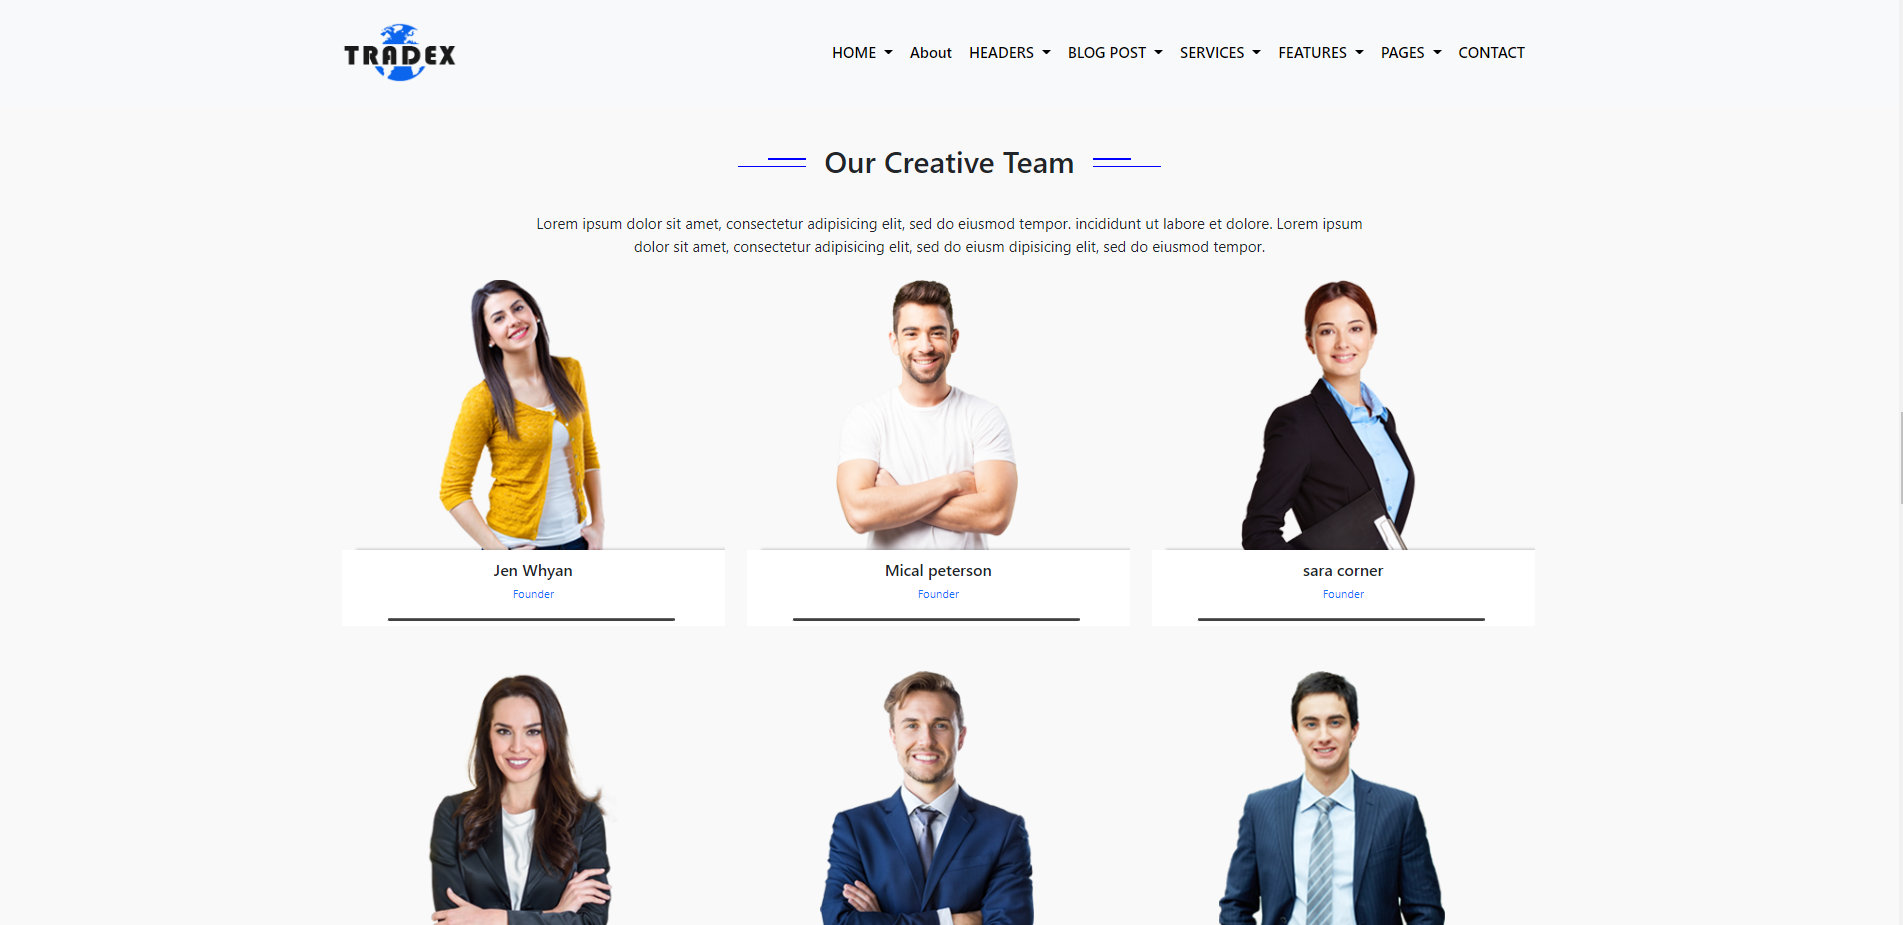 TRADEX
HOME About HEADERS BLOG POST SERVICES FEATURES PAGES CONTACT
Our Creative Team
Lorem ipsum dolor sit amet, consectetur adipisicing elit, sed do eiusmod tempor. incididunt ut labore et dolore. Lorem ipsum
dolor sit amet, consectetur adipisicing elit, sed do eiusm dipisicing elit, sed do eiusmod tempor.
Jen Whyan
Founder
Mical peterson
Founder
sara corner
Founder